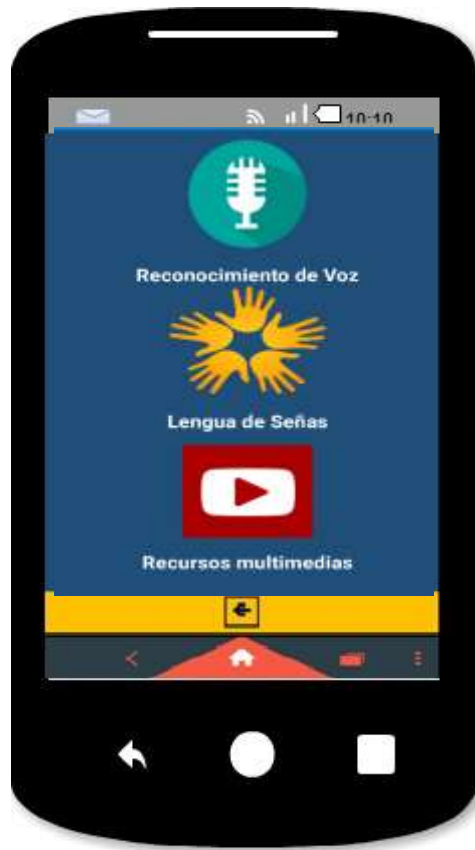 10:10
Reconocimiento de Voz
Lengua de Señas
Recursos multimedias